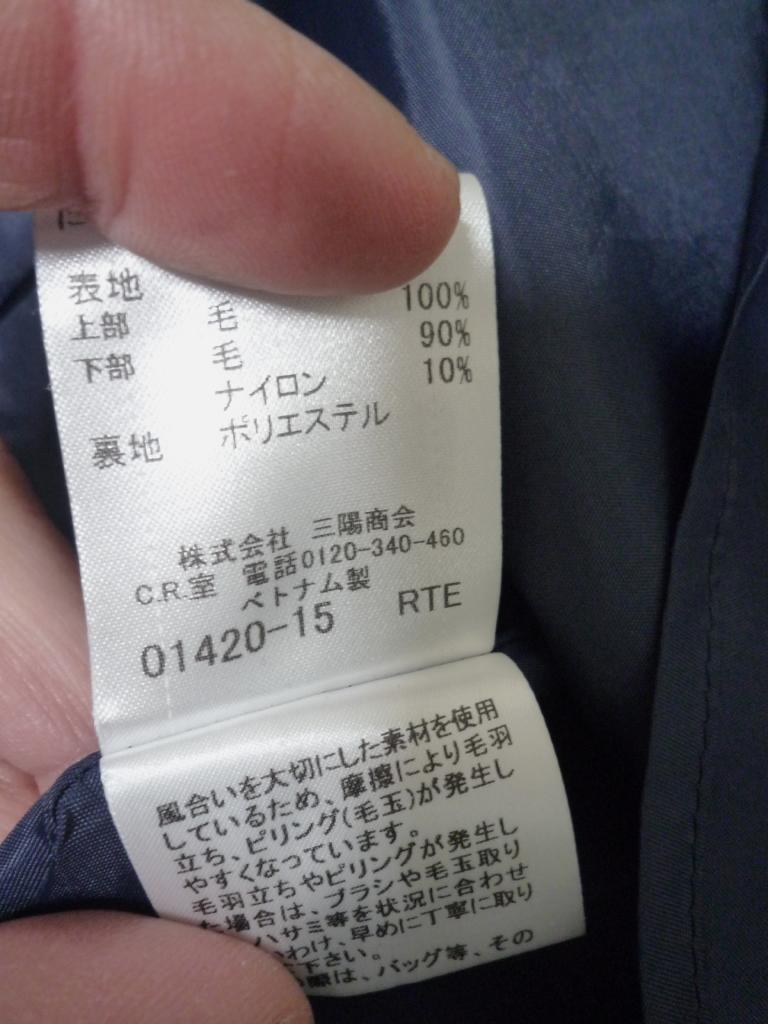 表地
上部 毛 100%
下部 毛 90%
ナイロン 10%
裏地 ポリエステル
株式会社 三陽商会
C.R.室 電話0120-340-460
ベトナム製
01420-15 RTE
風合いを大切にした素材を使用
しているため、摩擦により毛羽
立ち、ピリング(毛玉)が発生し
やすくなっています。
毛羽立ちやピリングが発生し
た場合は、ブラシや毛玉取り
ハサミ等を状況に合わせ
わけ、早めに丁寧に取り
下さい。
際は、バッグ等、その